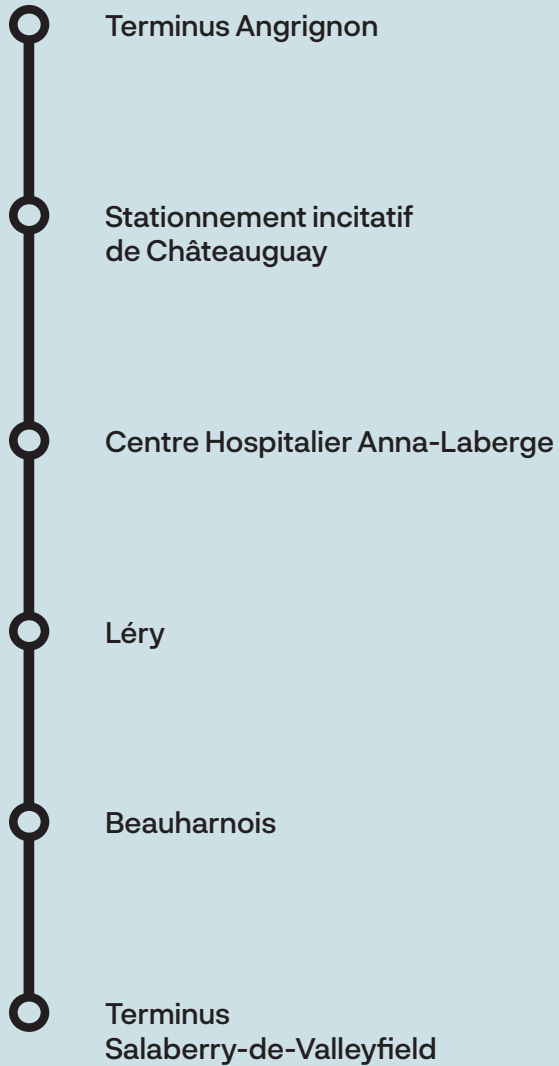 Terminus Angrignon
Stationnement incitatif
de Châteauguay
Centre Hospitalier Anna-Laberge
Léry
Beauharnois
Terminus
Salaberry-de-Valleyfield